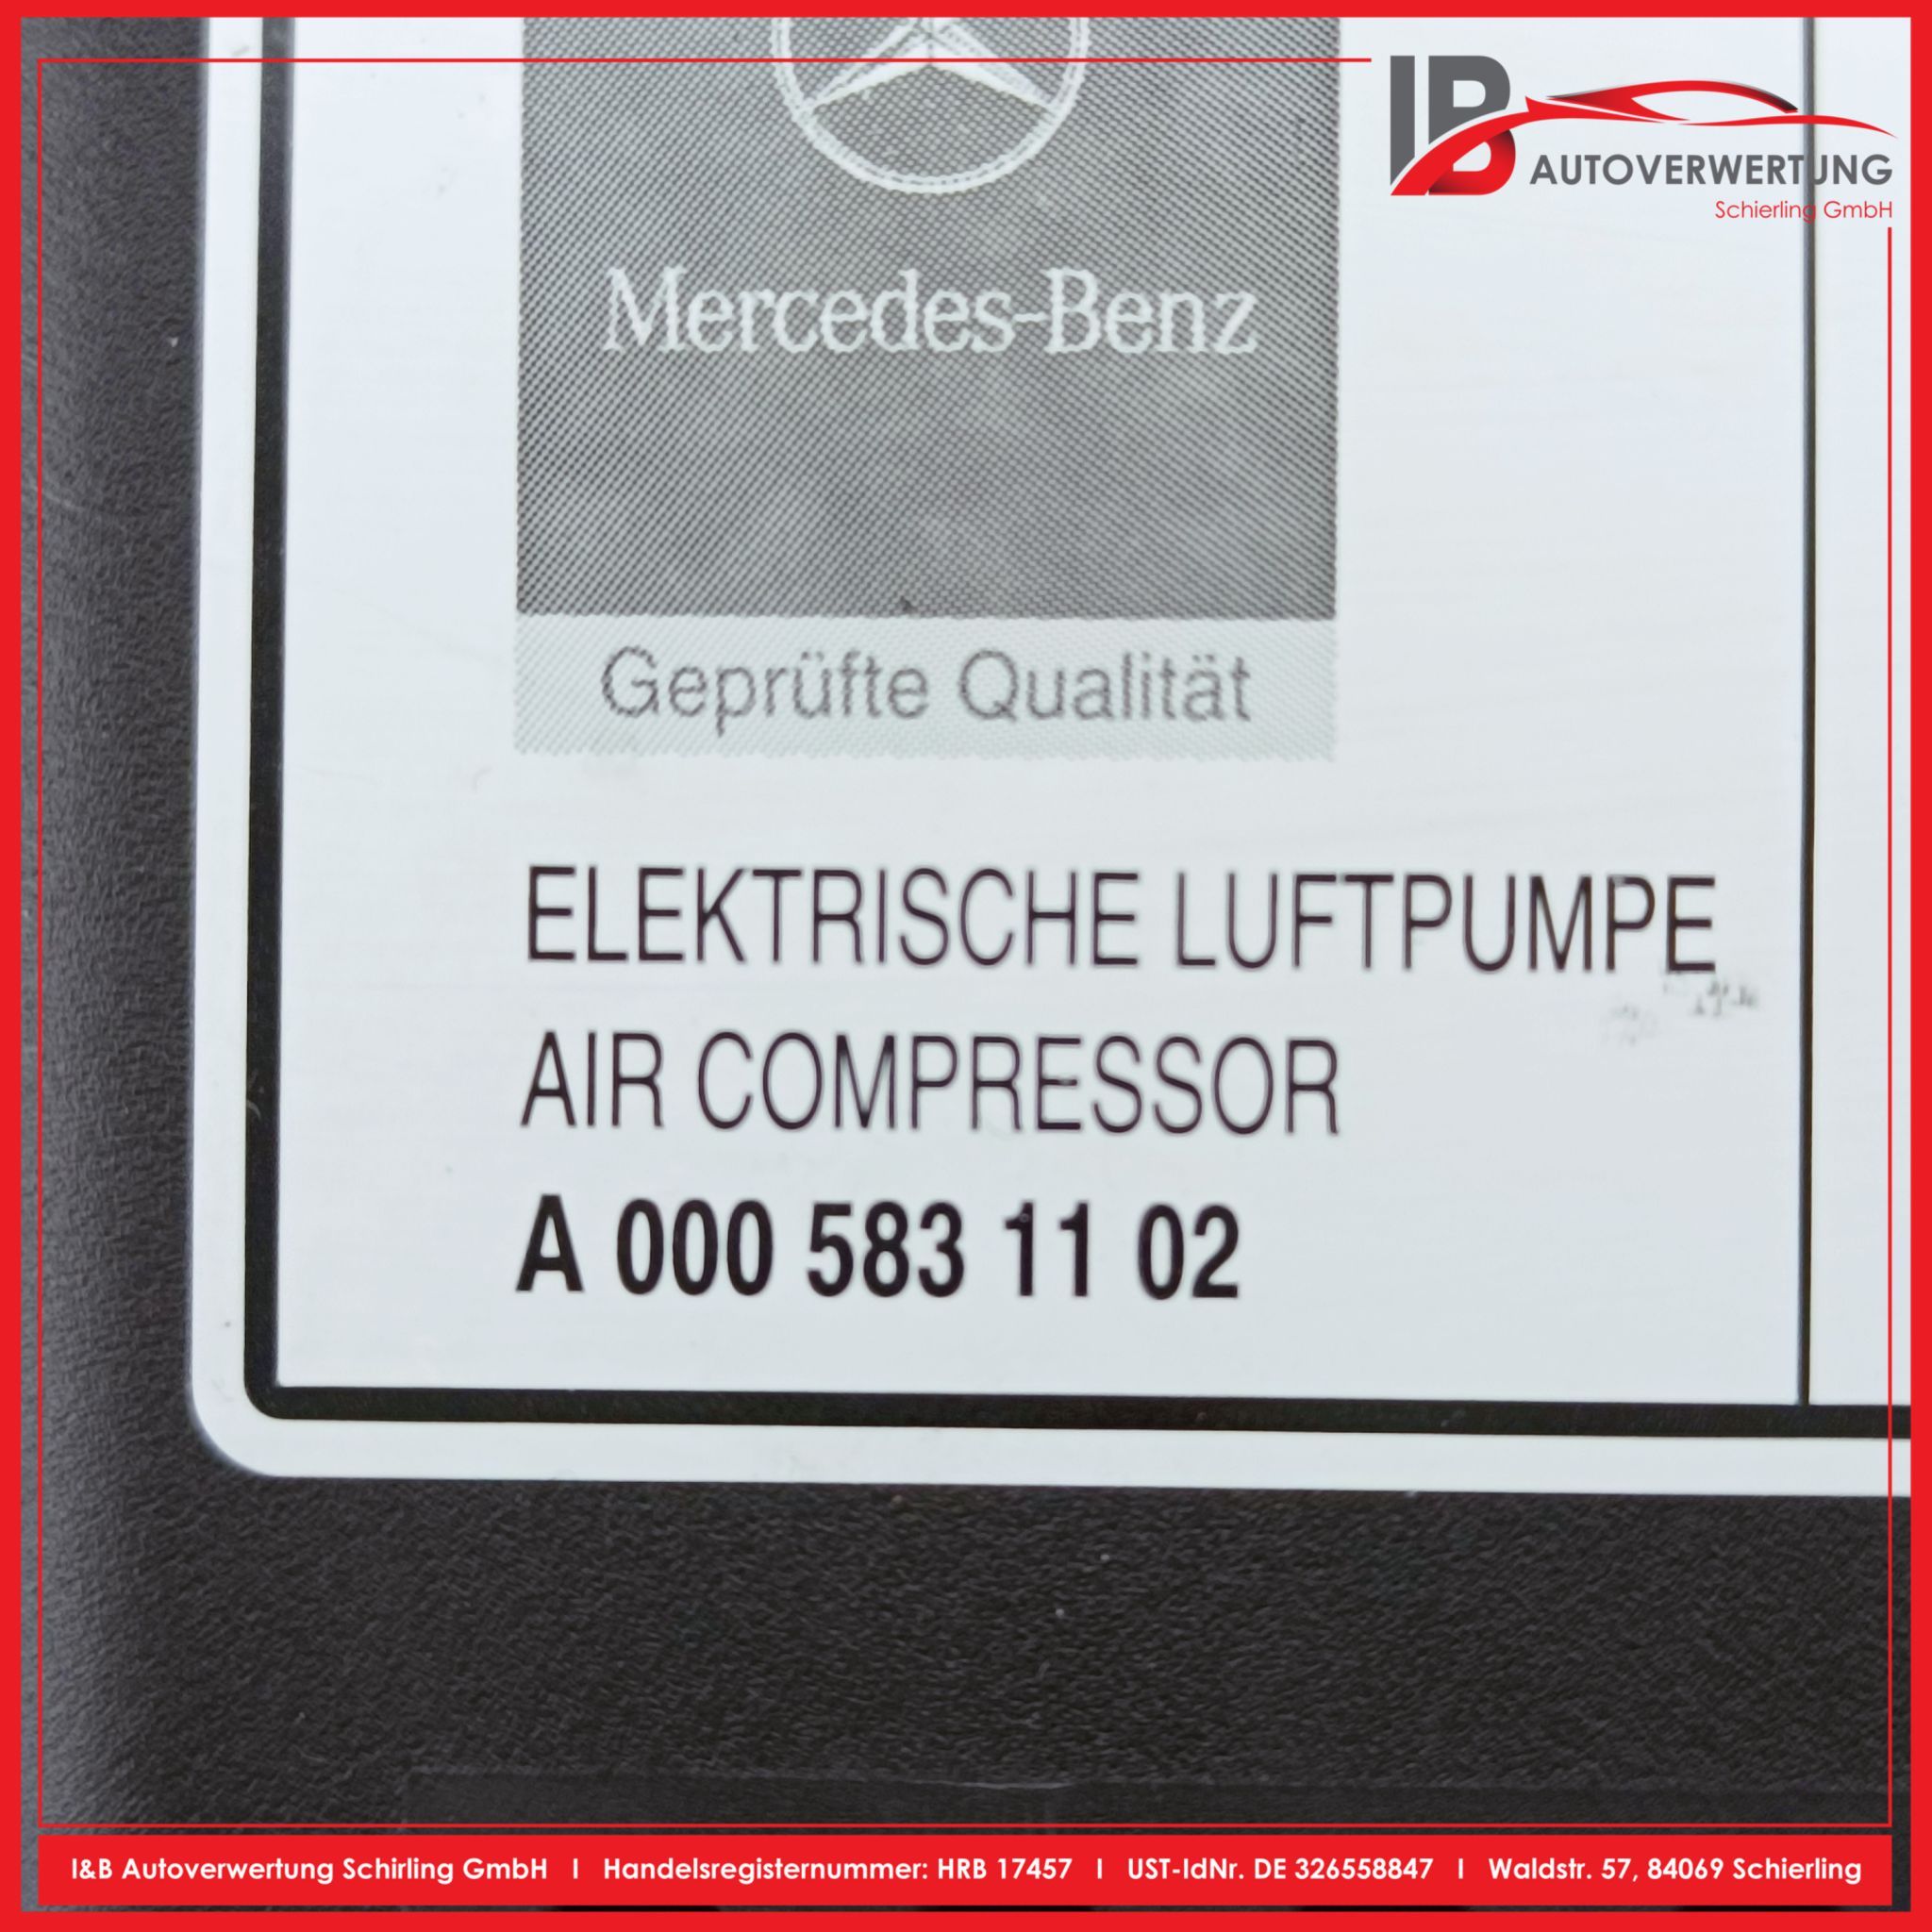 IB
AUTOVERWERTUNG
Schierling GmbH
Mercedes-Benz
Geprüfte Qualität
ELEKTRISCHE LUFTPUMPE
AIR COMPRESSOR
A 000 583 11 02
I&B Autoverwertung Schirling GmbH | Handelsregisternummer: HRB 17457 | UST-IdNr. DE 326558847 | Waldstr. 57, 84069 Schierling